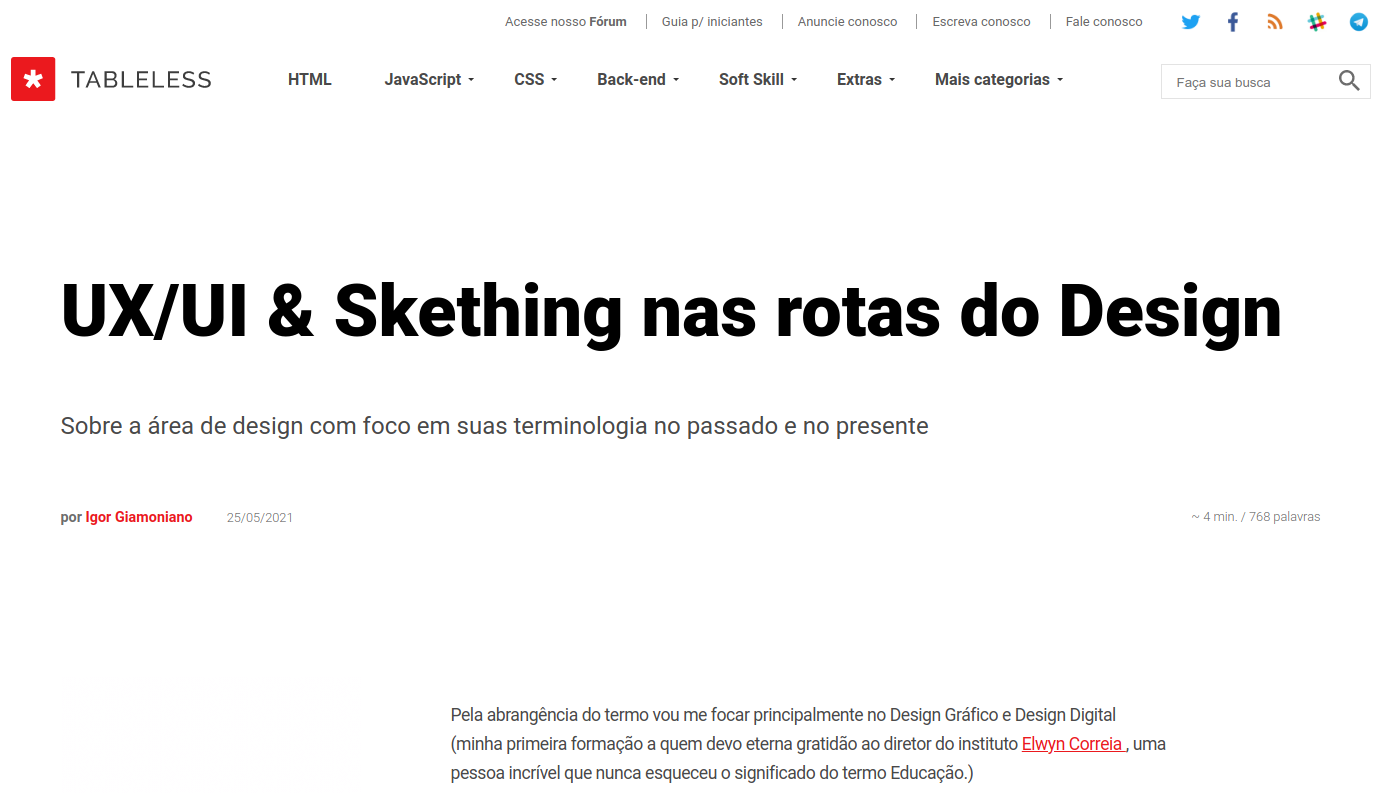 Acesse nosso Fórum Guia p/ iniciantes Anuncie conosco Escreva conosco Fale conosco
TABLELESS HTML JavaScript CSS Back-end Soft Skill Extras Mais categorias Faça sua busca
UX/UI & Skething nas rotas do Design
Sobre a área de design com foco em suas terminologia no passado e no presente
por Igor Giamoniano 25/05/2021 ~ 4 min. / 768 palavras
Pela abrangência do termo vou me focar principalmente no Design Gráfico e Design Digital
(minha primeira formação a quem devo eterna gratidão ao diretor do instituto Elwyn Correia , uma
pessoa incrível que nunca esqueceu o significado do termo Educação.)